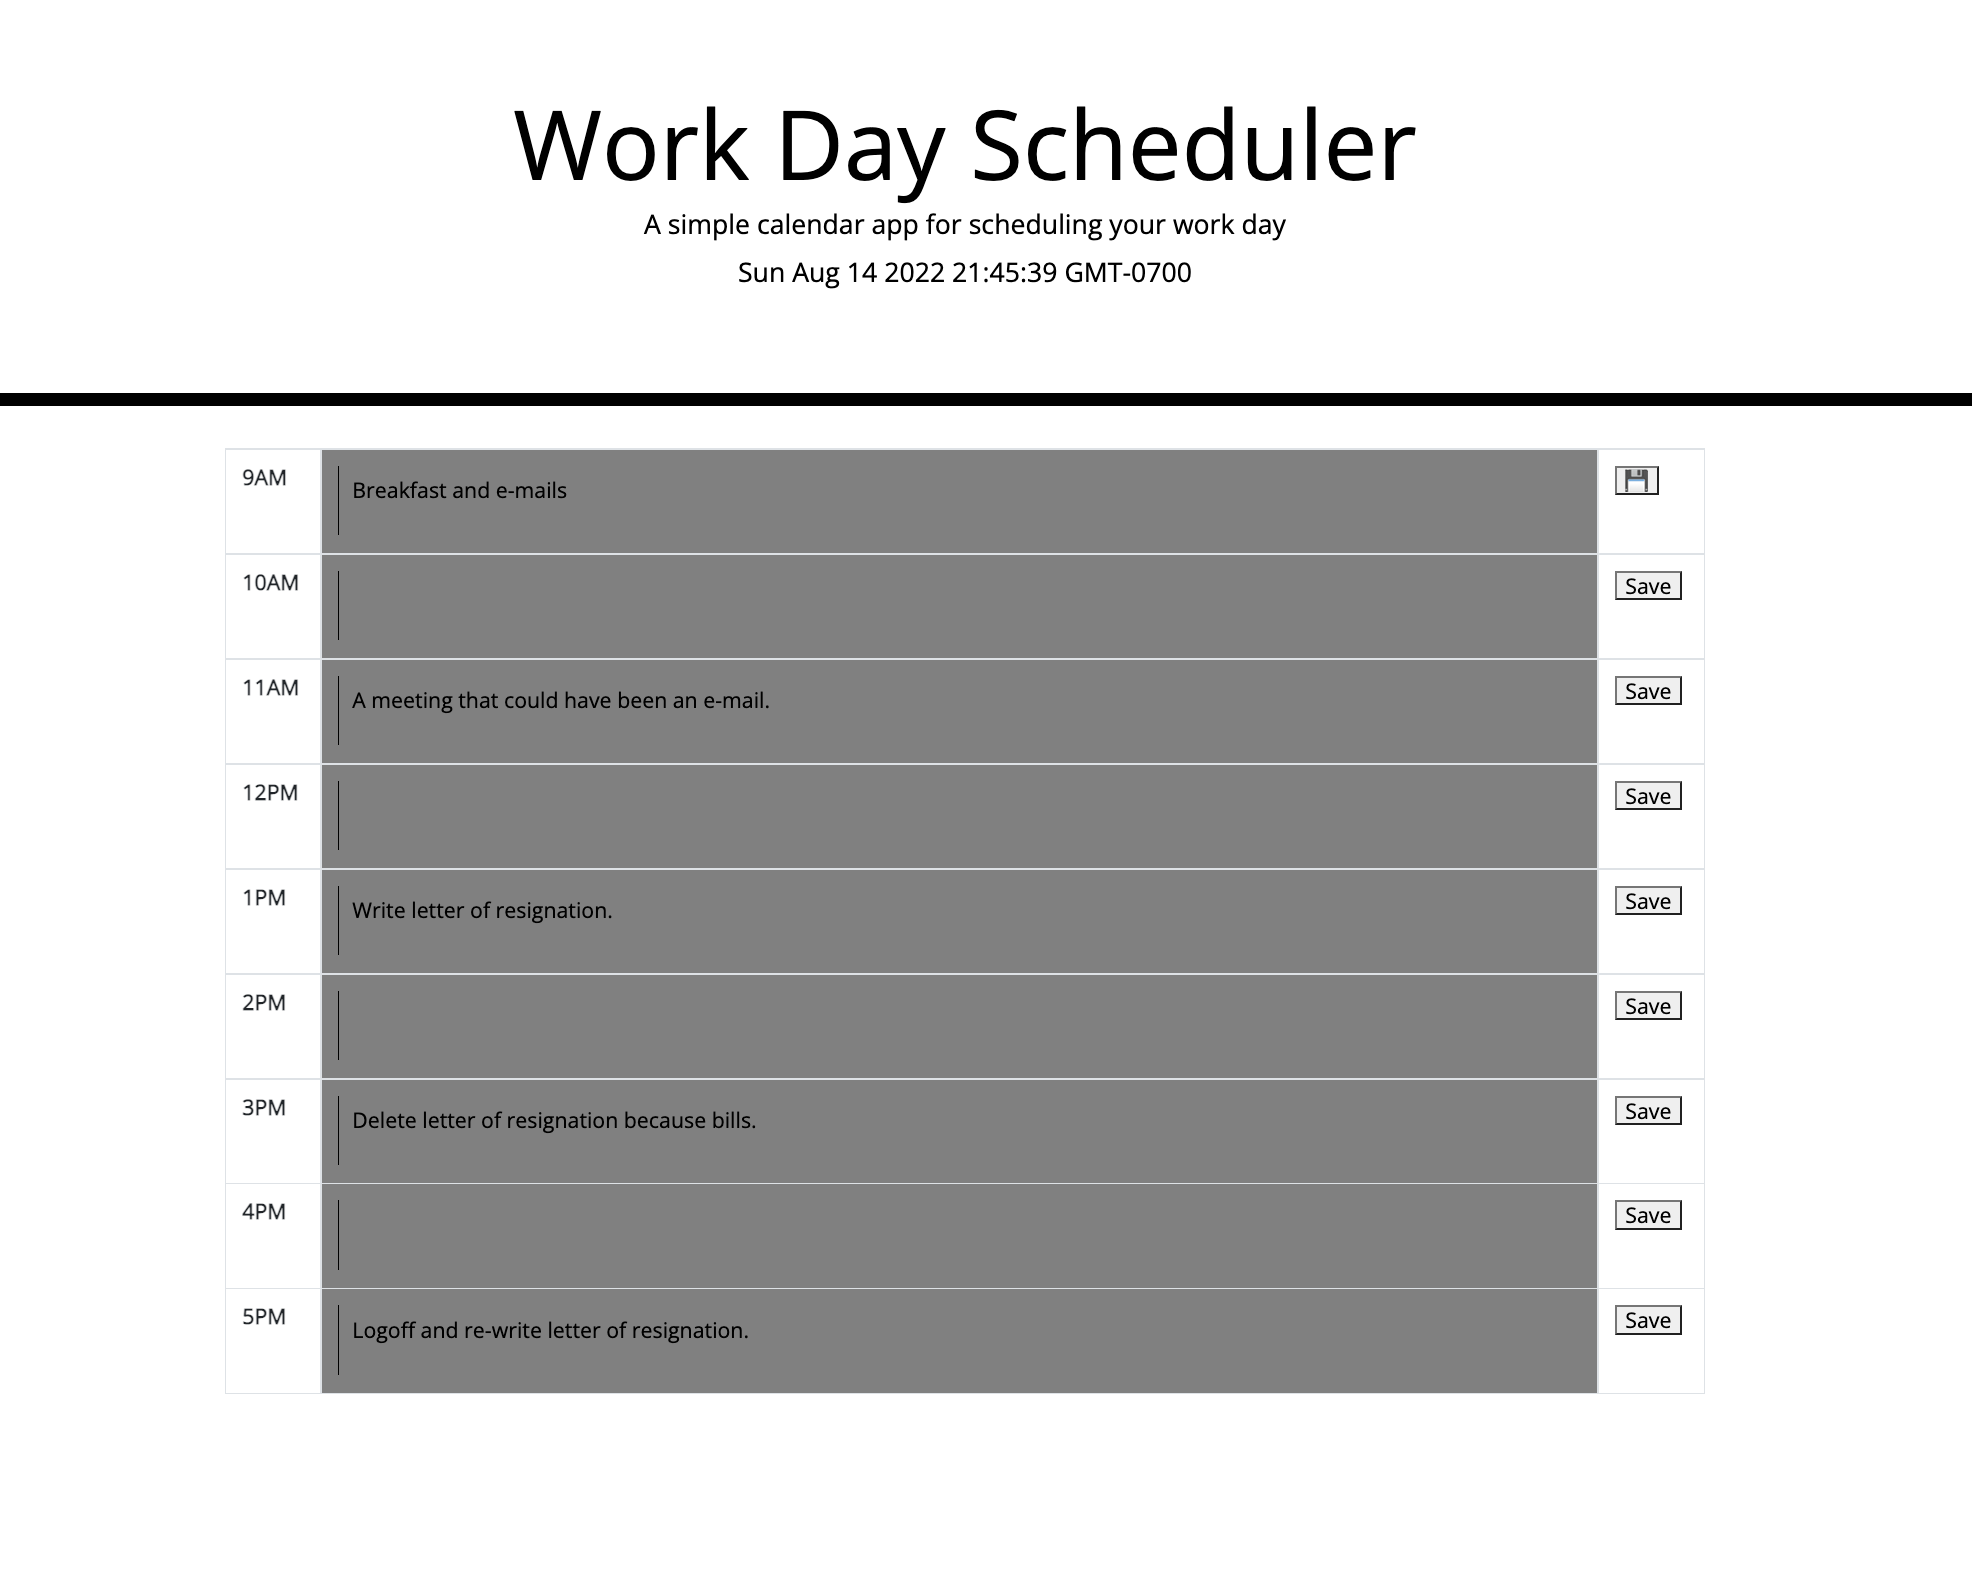 Work Day Scheduler
A simple calendar app for scheduling your work day
Sun Aug 14 2022 21:45:39 GMT-0700
9AM Breakfast and e-mails 💾
10AM Save
11AM A meeting that could have been an e-mail. Save
12PM Save
1PM Write letter of resignation. Save
2PM Save
3PM Delete letter of resignation because bills. Save
4PM Save
5PM Logoff and re-write letter of resignation. Save